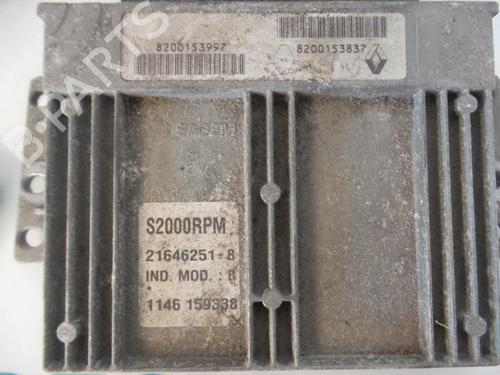 8200153997
8200153837
S2000RPM
21646251-8
IND. MOD. : 8
1146 159338
B-PARTS